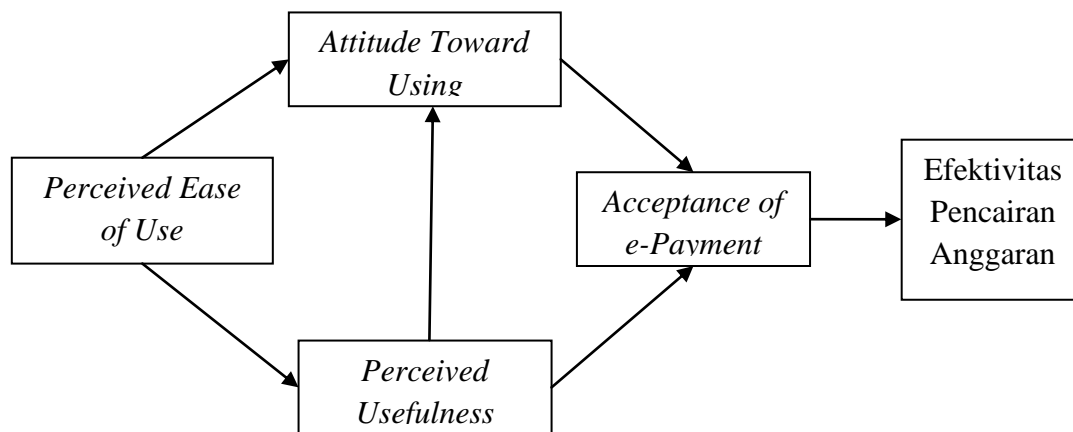 Attitude Toward
Using
Perceived Ease
of Use
Acceptance of
e-Payment
Efektivitas
Pencairan
Anggaran
Perceived
Usefulness